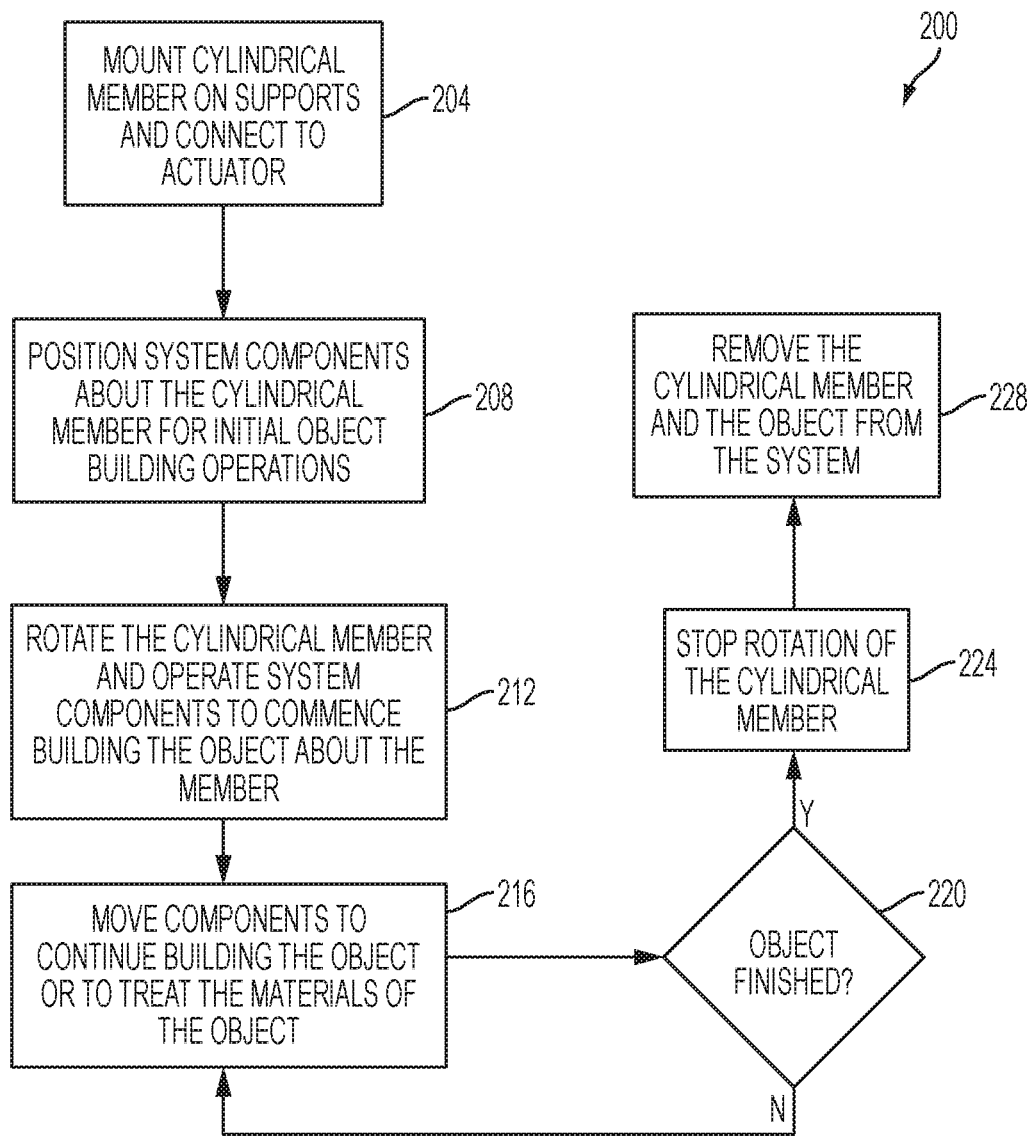 200
MOUNT CYLINDRICAL
MEMBER ON SUPPORTS
AND CONNECT TO
ACTUATOR
204
POSITION SYSTEM COMPONENTS
ABOUT THE CYLINDRICAL
MEMBER FOR INITIAL OBJECT
BUILDING OPERATIONS
208
ROTATE THE CYLINDRICAL MEMBER
AND OPERATE SYSTEM
COMPONENTS TO COMMENCE
BUILDING THE OBJECT ABOUT THE
MEMBER
212
MOVE COMPONENTS TO
CONTINUE BUILDING THE OBJECT
OR TO TREAT THE MATERIALS OF
THE OBJECT
216
OBJECT
FINISHED?
220
N
Y
STOP ROTATION OF
THE CYLINDRICAL
MEMBER
224
REMOVE THE
CYLINDRICAL MEMBER
AND THE OBJECT FROM
THE SYSTEM
228